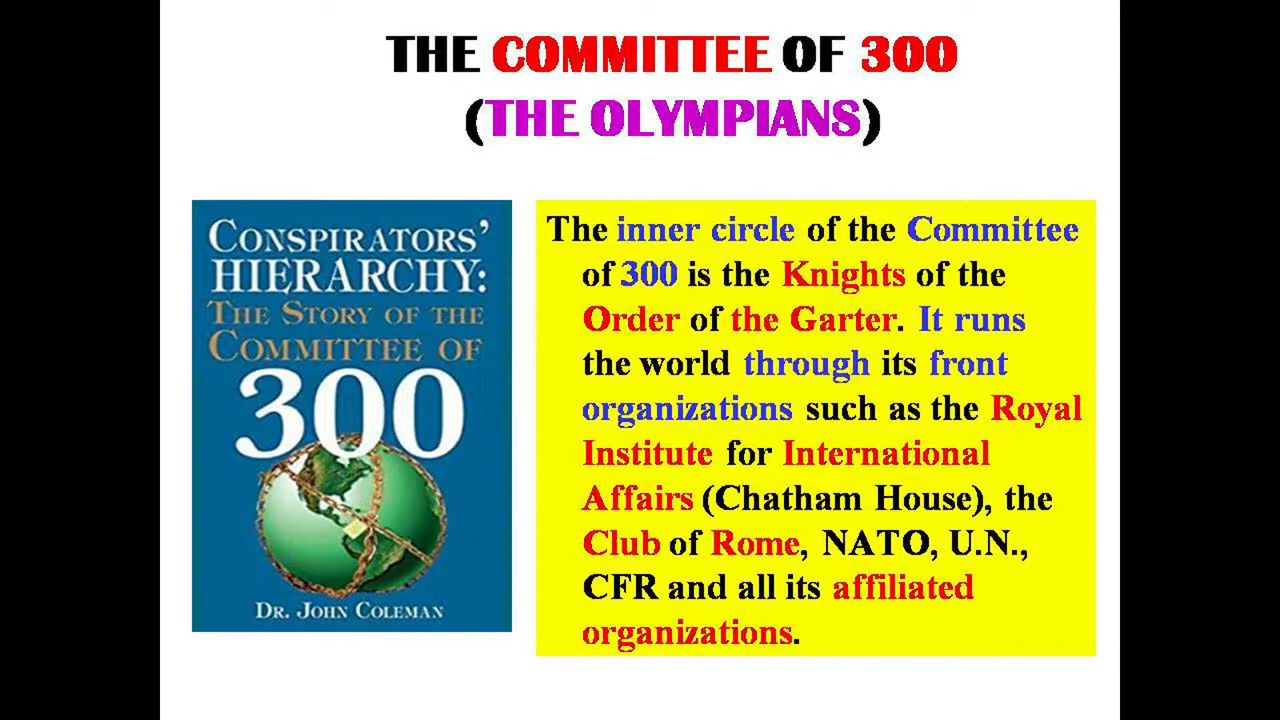 THE COMMITTEE OF 300
(THE OLYMPIANS)
CONSPIRATORS'
HIERARCHY:
THE STORY OF THE
COMMITTEE OF
300
DR. JOHN COLEMAN
The inner circle of the Committee
of 300 is the Knights of the
Order of the Garter. It runs
the world through its front
organizations such as the Royal
Institute for International
Affairs (Chatham House), the
Club of Rome, NATO, U.N.,
CFR and all its affiliated
organizations.